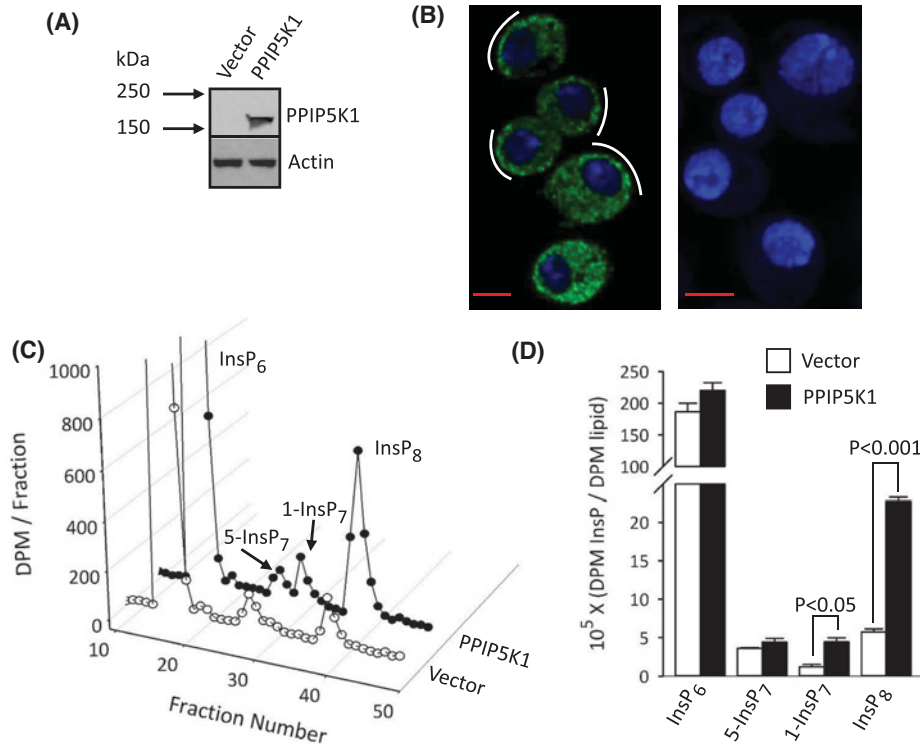 (A)
kDa
Vector
PPIP5K1
250
150
PPIP5K1
Actin
(B)
(C)
DPM / Fraction
1000
800
600
400
200
0
InsP6
5-InsP7
1-InsP7
InsP8
10
20
30
40
50
Fraction Number
Vector
PPIP5K1
(D)
Vector
PPIP5K1
10^5 X (DPM InsP / DPM lipid)
250
200
150
100
20
15
10
5
0
P<0.05
P<0.001
InsP6
5-InsP7
1-InsP7
InsP8